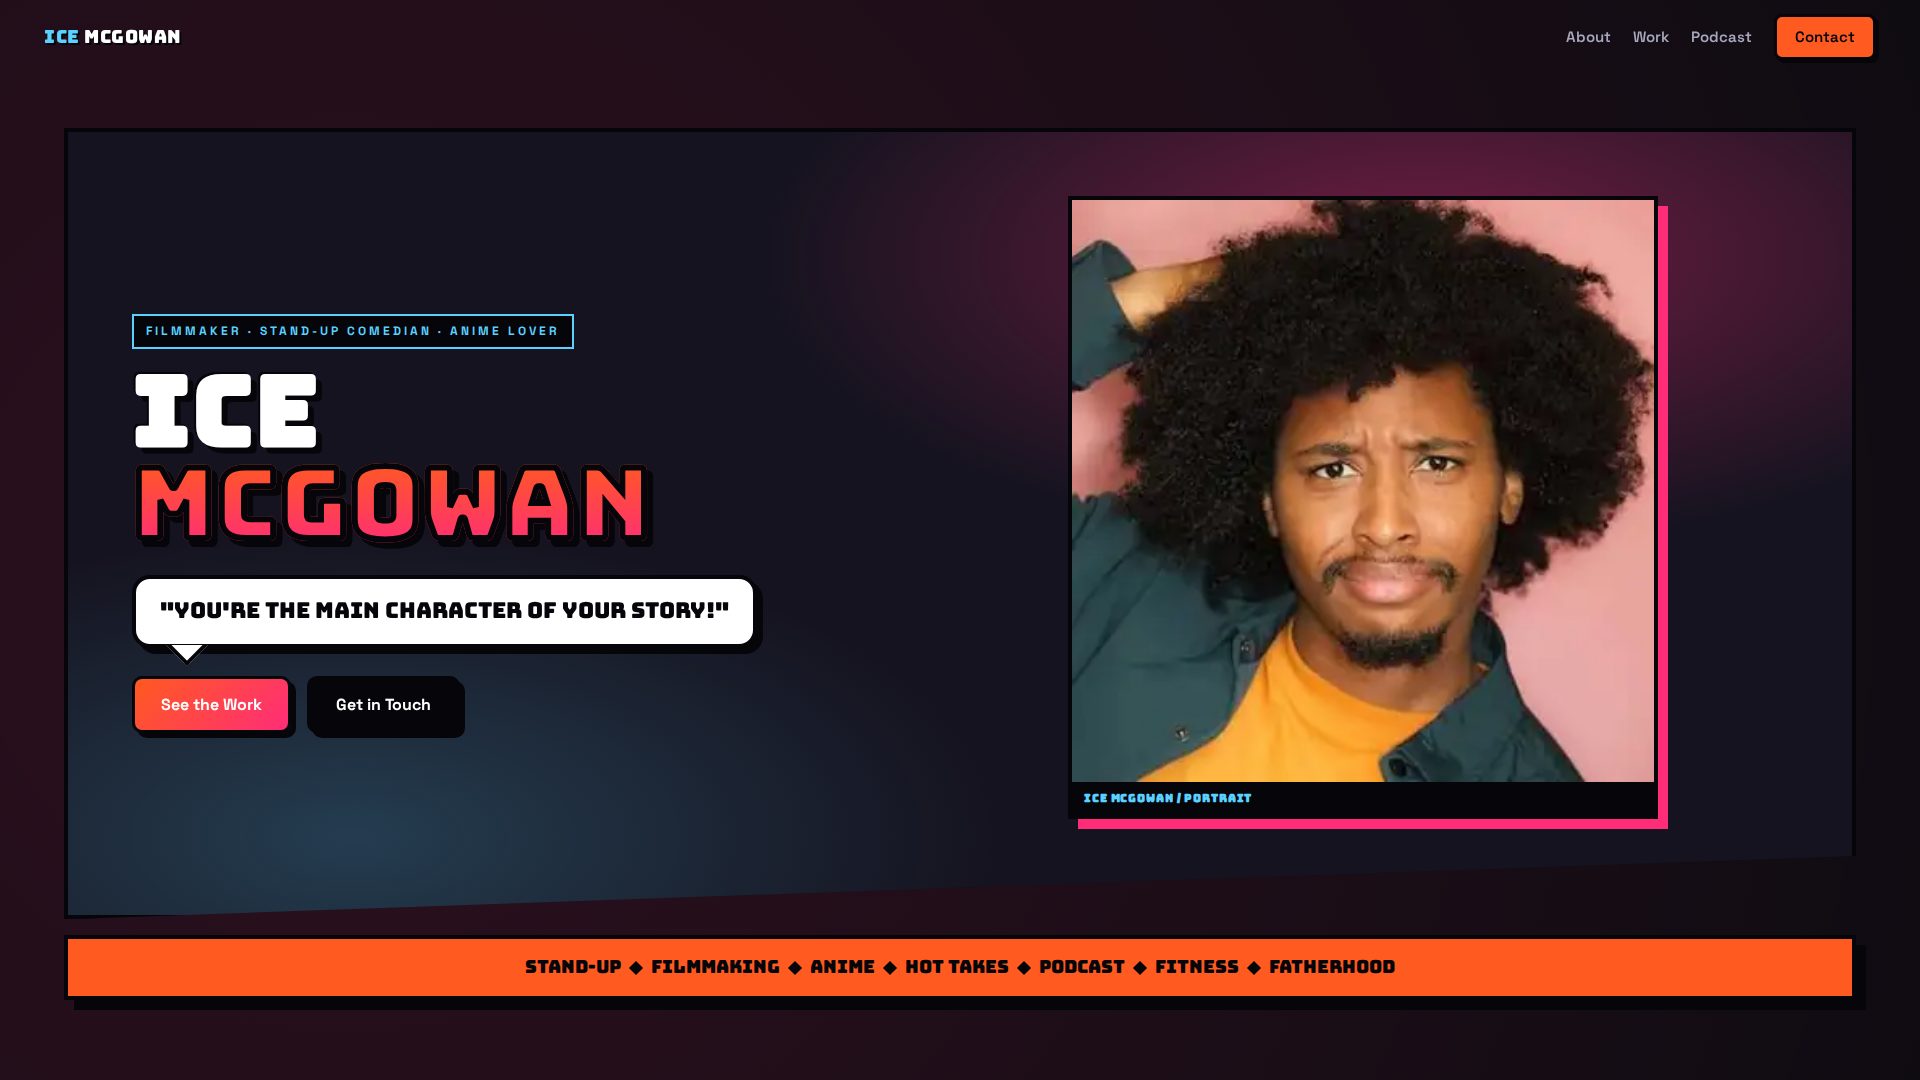 ICE MCGOWAN
About Work Podcast Contact
FILMMAKER · STAND-UP COMEDIAN · ANIME LOVER
ICE
MCGOWAN
"YOU'RE THE MAIN CHARACTER OF YOUR STORY!"
See the Work Get in Touch
ICE MCGOWAN / PORTRAIT
STAND-UP ◆ FILMMAKING ◆ ANIME ◆ HOT TAKES ◆ PODCAST ◆ FITNESS ◆ FATHERHOOD